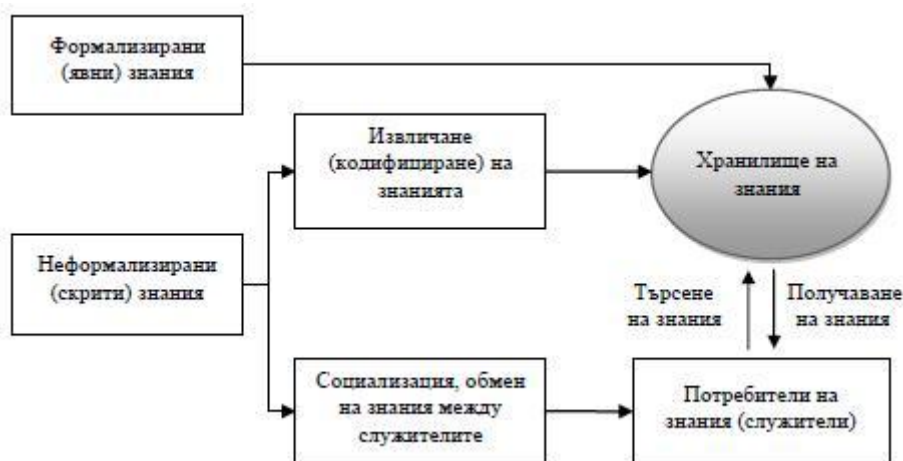 Формализирани
(явни) знания
Извличане
(кодифициране) на
знанията
Хранилище на
знания
Неформализирани
(скрити) знания
Търсене
на знания
Получаване
на знания
Социализация, обмен
на знания между
служителите
Потребители на
знания (служители)